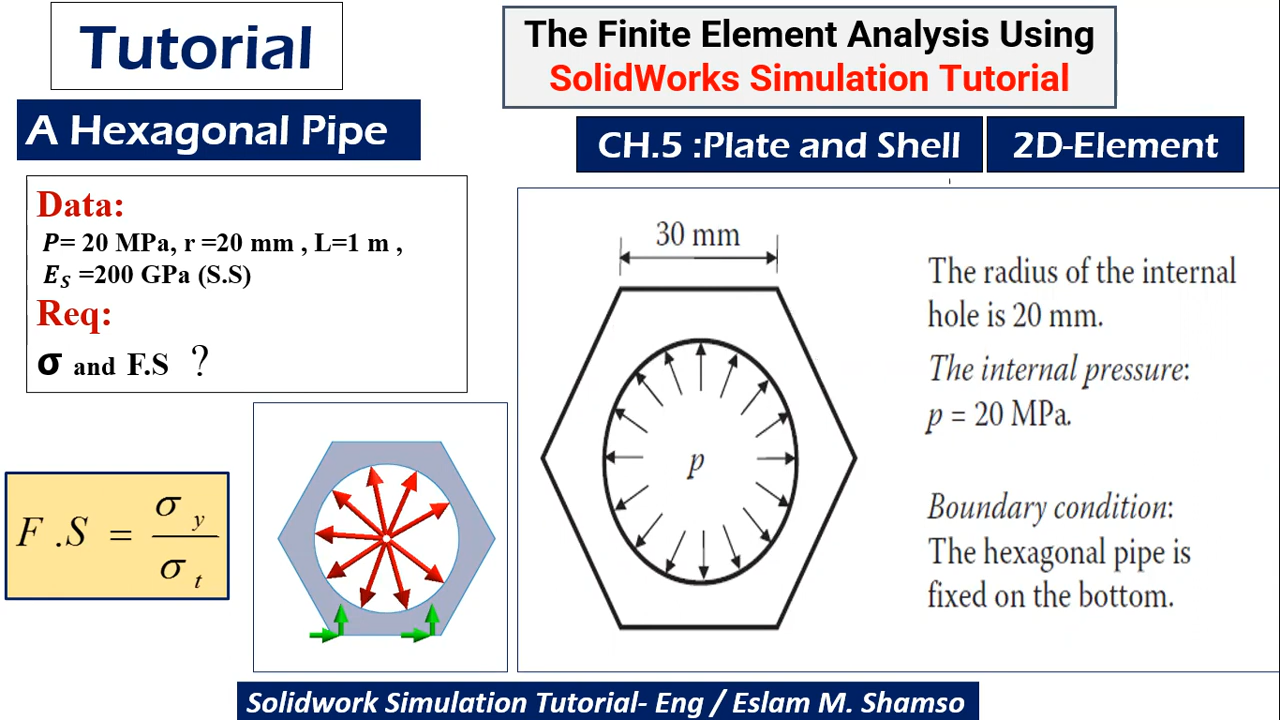 Tutorial
A Hexagonal Pipe
The Finite Element Analysis Using
SolidWorks Simulation Tutorial
CH.5 :Plate and Shell
2D-Element
Data:
P= 20 MPa, r =20 mm , L=1 m ,
E_S =200 GPa (S.S)
Req:
σ and F.S ?
F .S = σ_y / σ_t
30 mm
p
The radius of the internal
hole is 20 mm.
The internal pressure:
p = 20 MPa.
Boundary condition:
The hexagonal pipe is
fixed on the bottom.
Solidwork Simulation Tutorial- Eng / Eslam M. Shamso